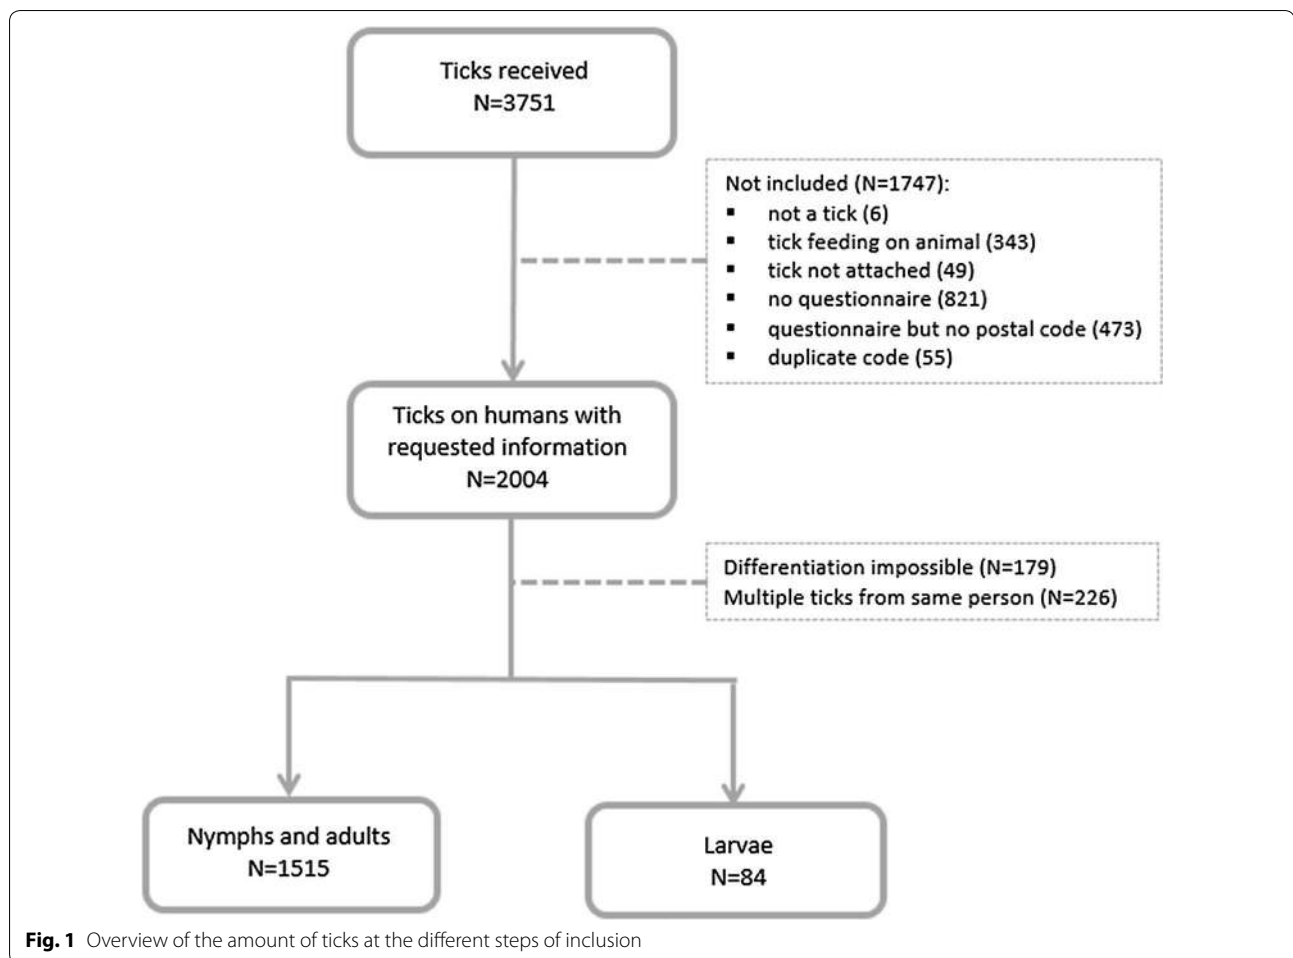 Ticks received
N=3751
Not included (N=1747):
▪ not a tick (6)
▪ tick feeding on animal (343)
▪ tick not attached (49)
▪ no questionnaire (821)
▪ questionnaire but no postal code (473)
▪ duplicate code (55)
Ticks on humans with
requested information
N=2004
Differentiation impossible (N=179)
Multiple ticks from same person (N=226)
Nymphs and adults
N=1515
Larvae
N=84
Fig. 1 Overview of the amount of ticks at the different steps of inclusion